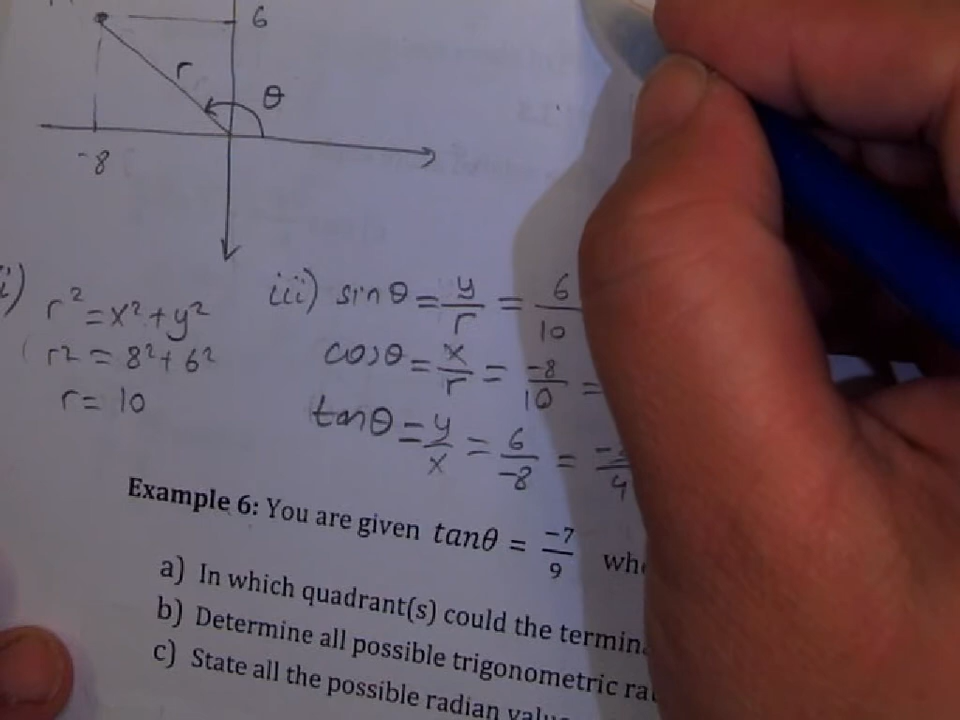 6
r
θ
-8
i)
r² = x² + y²
r² = 8² + 6²
r = 10
iii) sin θ = y/r = 6/10
cos θ = x/r = -8/10 =
tan θ = y/x = 6/-8 = /4
Example 6: You are given tanθ = -7/9
a) In which quadrant(s) could the
b) Determine all possible trigonometric
c) State all the possible radian